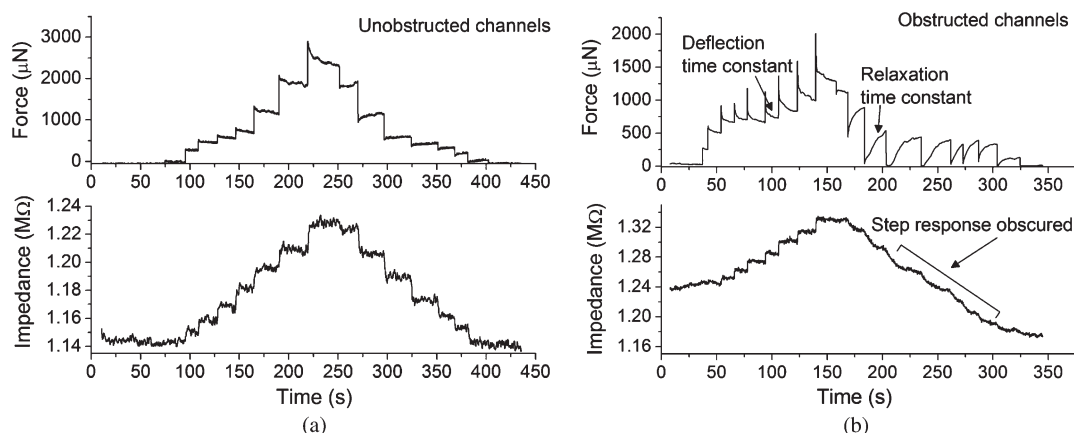 (a)
Unobstructed channels
Force (µN)
3000
2000
1000
0
0 50 100 150 200 250 300 350 400 450
Impedance (MΩ)
1.24
1.22
1.20
1.18
1.16
1.14
0 50 100 150 200 250 300 350 400 450
Time (s)
(a)
b)
Obstructed channels
Force (µN)
2000
1500
1000
500
0
Deflection
time constant
Relaxation
time constant
0 50 100 150 200 250 300 350
Impedance (MΩ)
1.32
1.28
1.24
1.20
1.16
Step response obscured
0 50 100 150 200 250 300 350
Time (s)
(b)